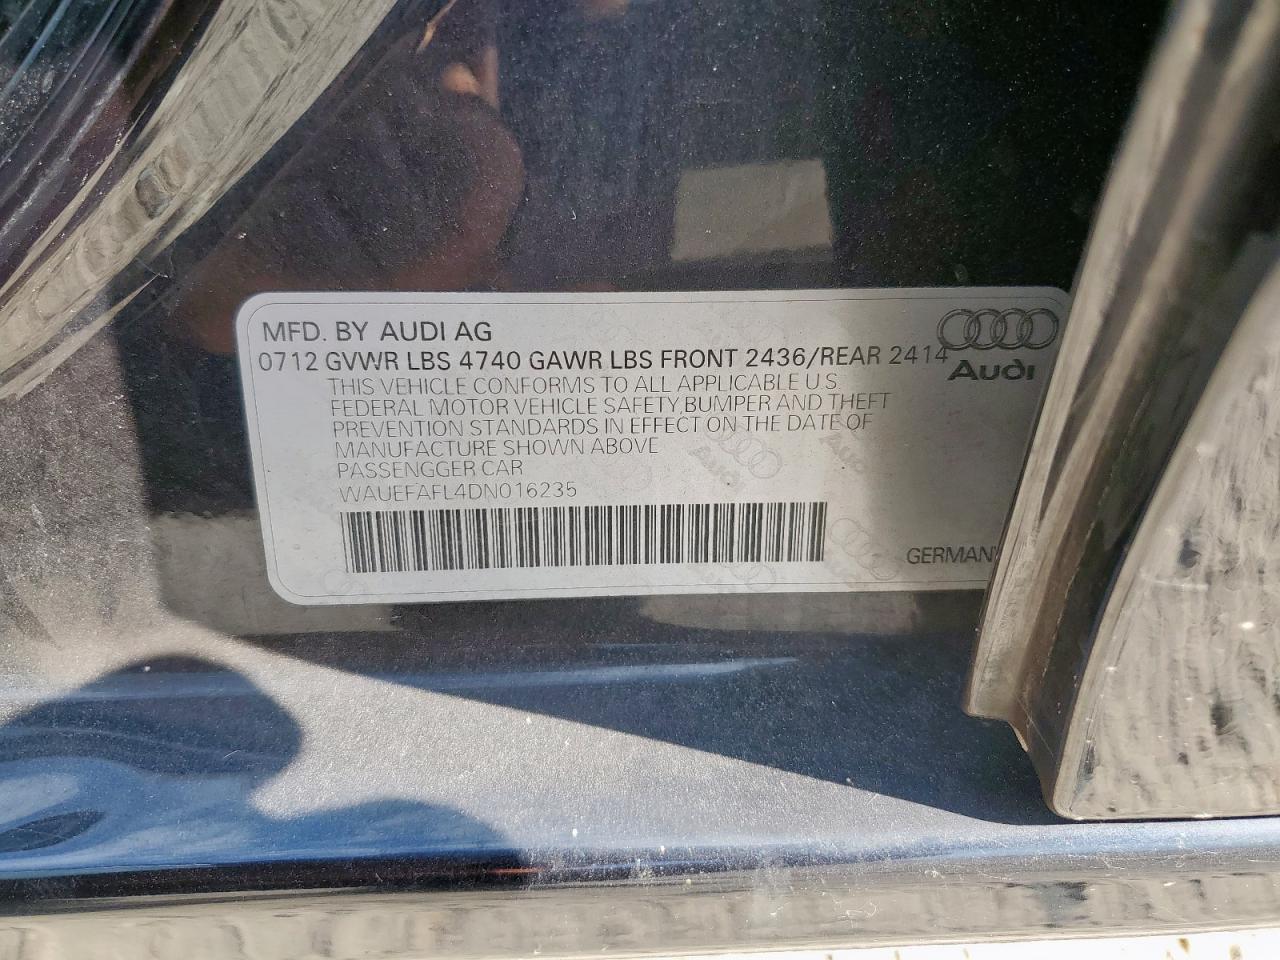 MFD. BY AUDI AG
0712 GVWR LBS 4740 GAWR LBS FRONT 2436/REAR 2414
Audi
THIS VEHICLE CONFORMS TO ALL APPLICABLE U.S
FEDERAL MOTOR VEHICLE SAFETY,BUMPER AND THEFT
PREVENTION STANDARDS IN EFFECT ON THE DATE OF
MANUFACTURE SHOWN ABOVE
PASSENGGER CAR
WAUEFAFL4DN016235
GERMAN